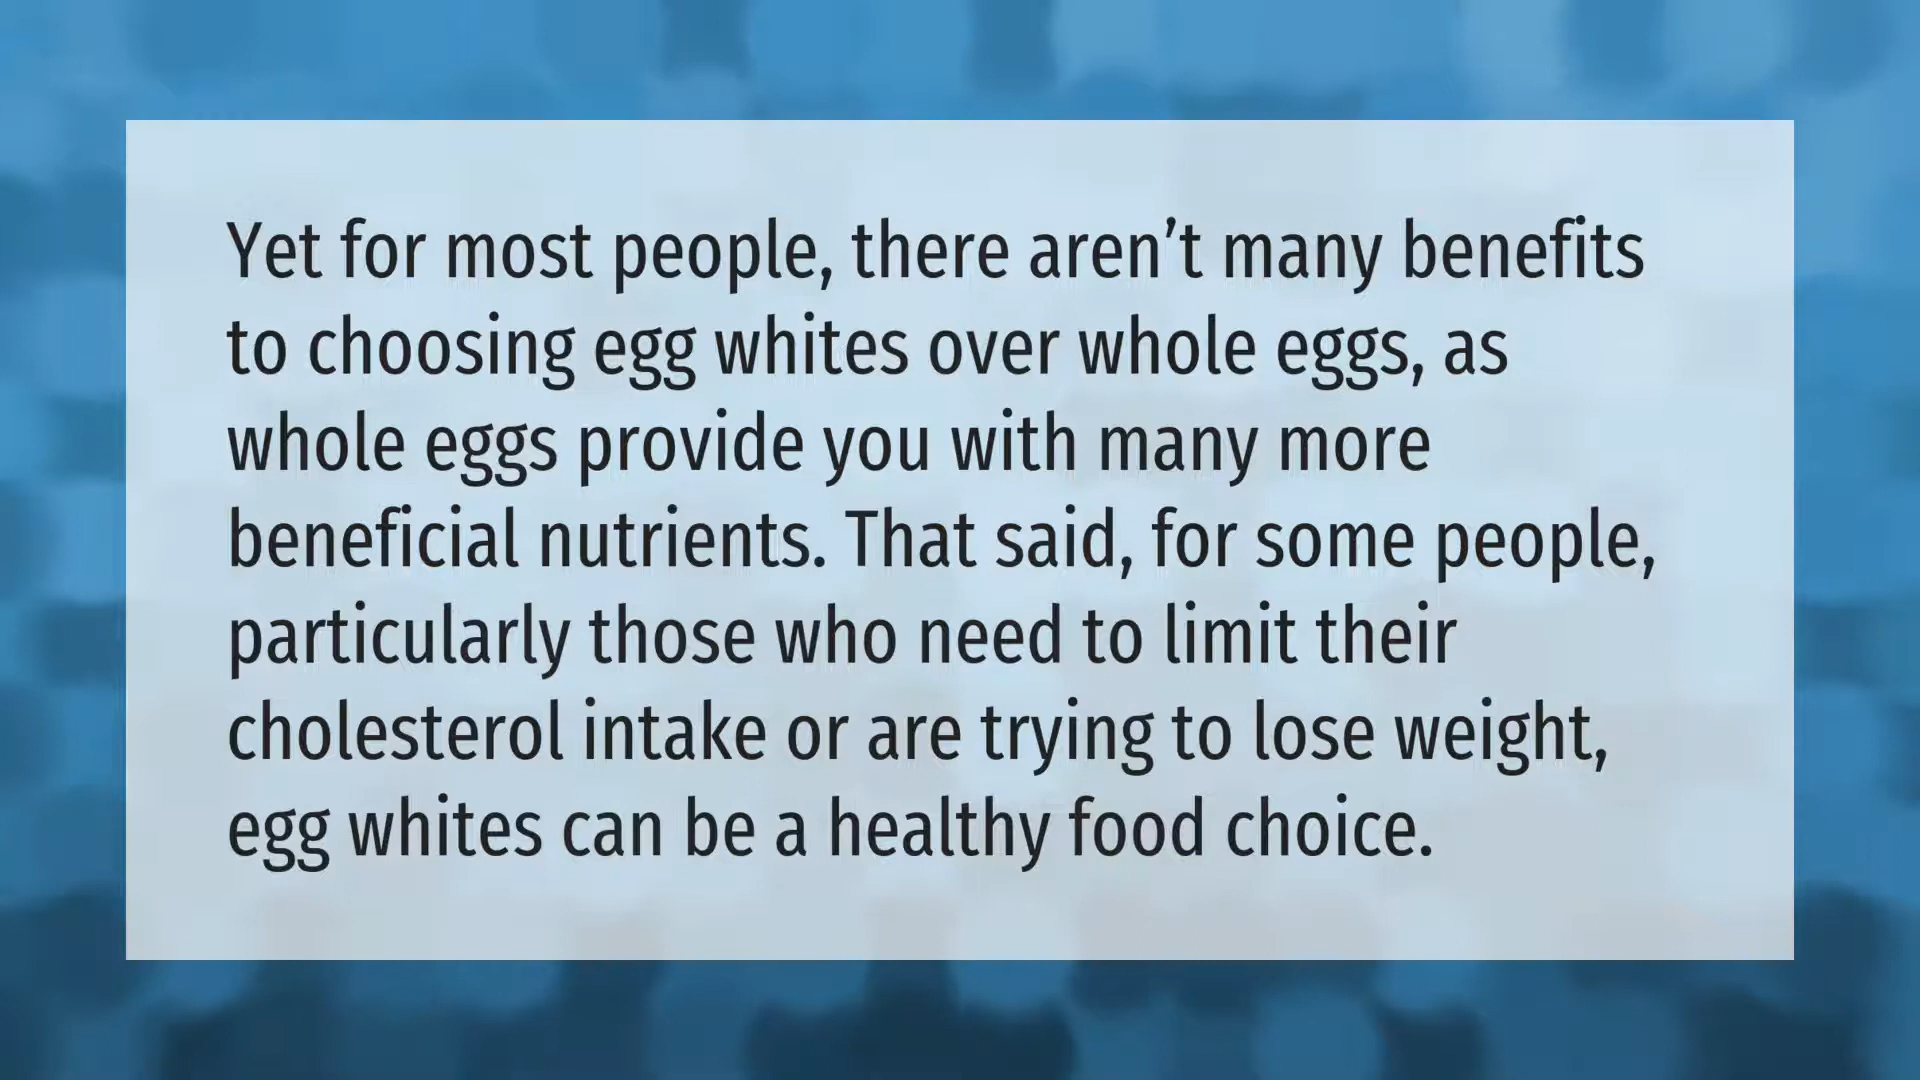 Yet for most people, there aren’t many benefits
to choosing egg whites over whole eggs, as
whole eggs provide you with many more
beneficial nutrients. That said, for some people,
particularly those who need to limit their
cholesterol intake or are trying to lose weight,
egg whites can be a healthy food choice.